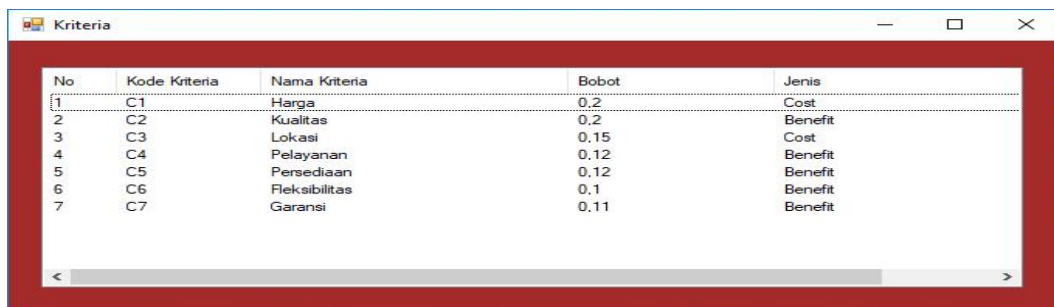 Kriteria
No Kode Kriteria Nama Kriteria Bobot Jenis
1 C1 Harga 0,2 Cost
2 C2 Kualitas 0,2 Benefit
3 C3 Lokasi 0,15 Cost
4 C4 Pelayanan 0,12 Benefit
5 C5 Persediaan 0,12 Benefit
6 C6 Fleksibilitas 0,1 Benefit
7 C7 Garansi 0,11 Benefit